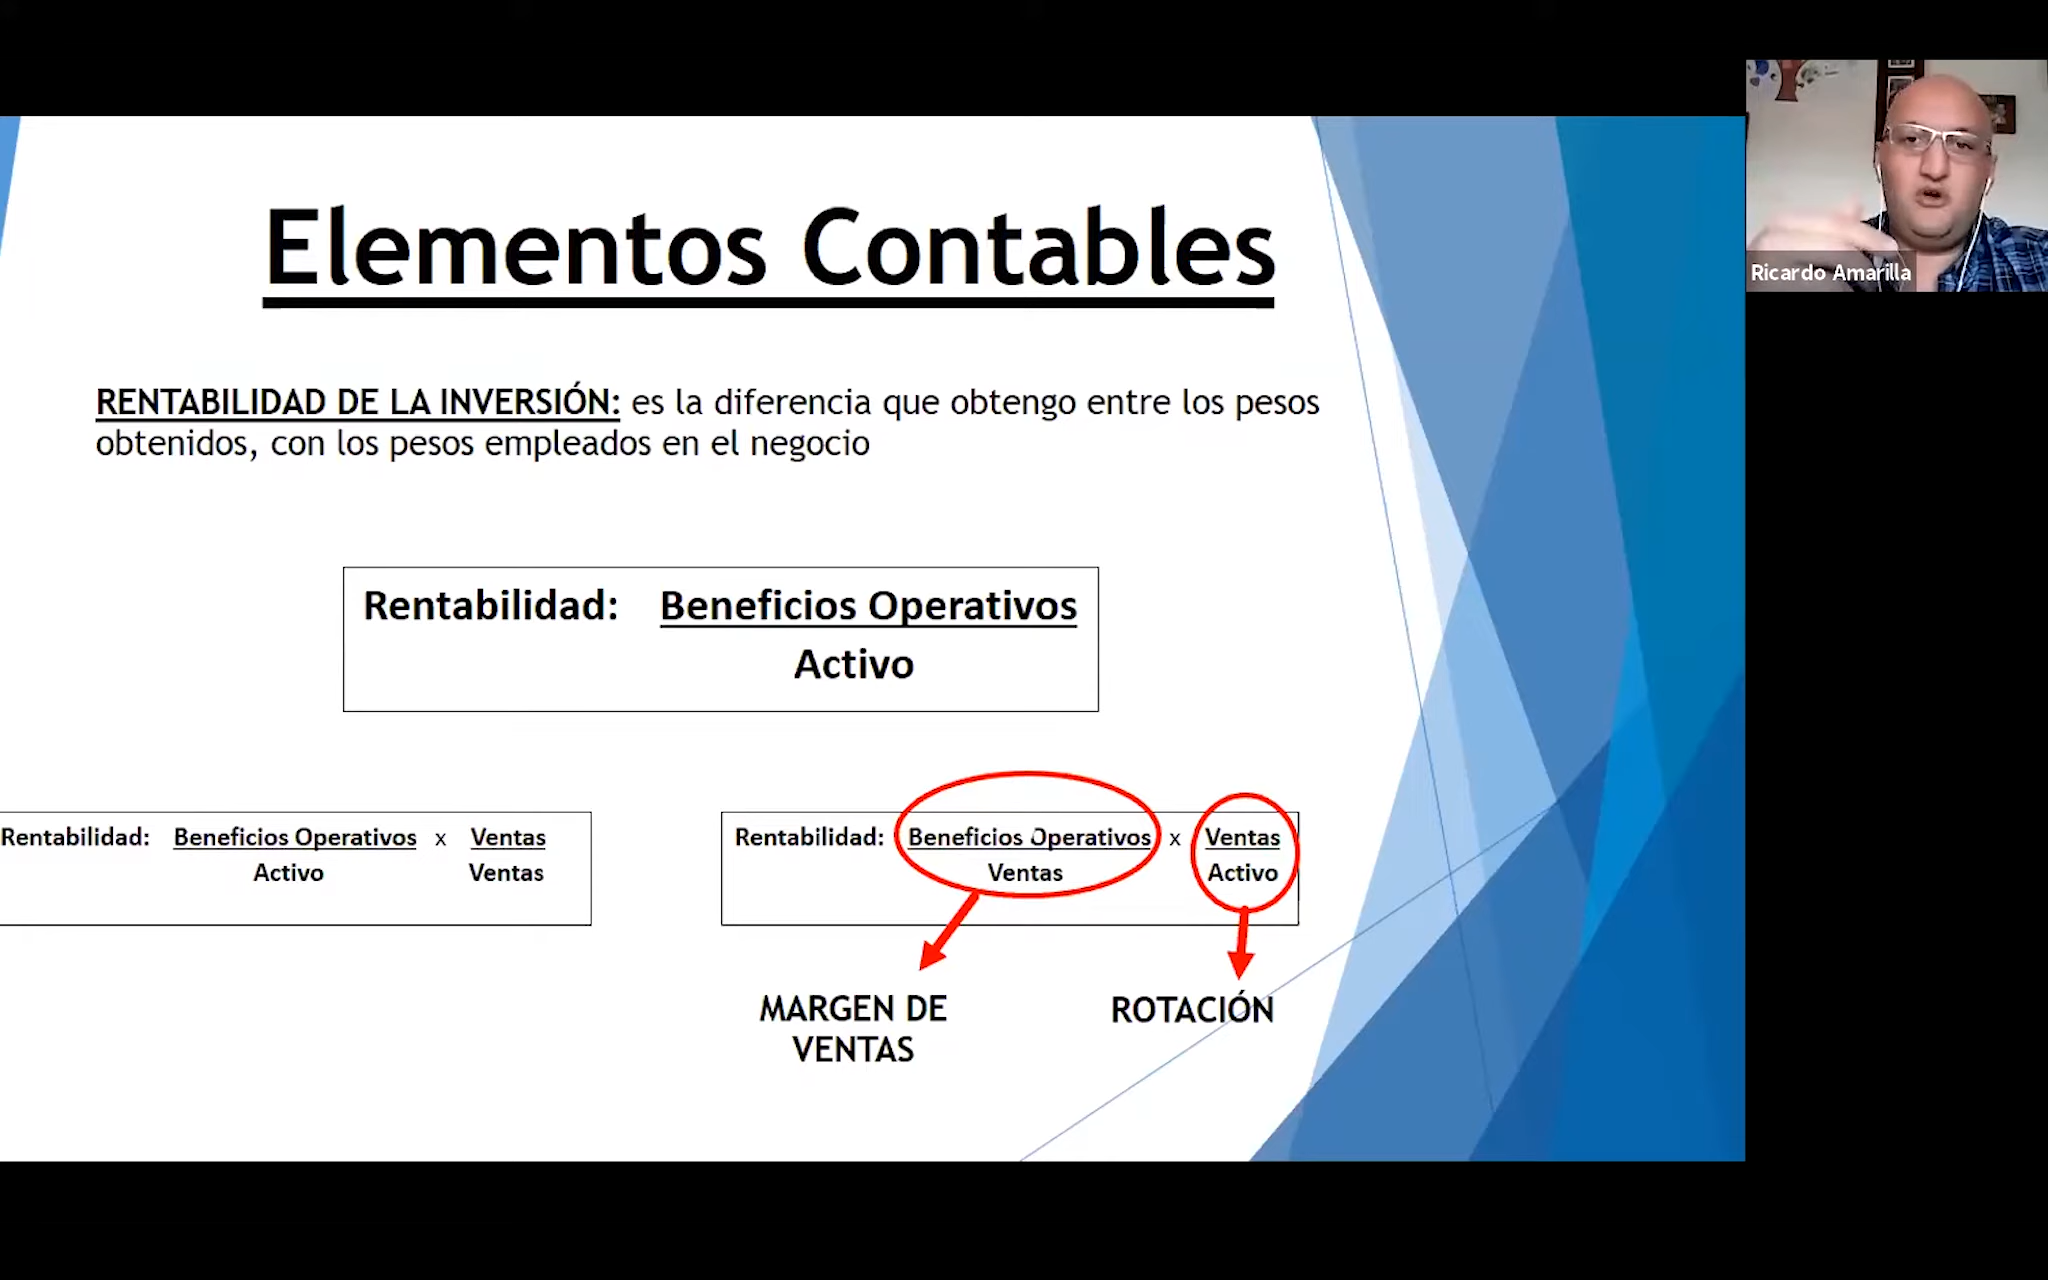 Ricardo Amarilla
Elementos Contables
RENTABILIDAD DE LA INVERSIÓN: es la diferencia que obtengo entre los pesos
obtenidos, con los pesos empleados en el negocio
Rentabilidad: Beneficios Operativos
Activo
Rentabilidad: Beneficios Operativos x Ventas
Activo Ventas
Rentabilidad: Beneficios Operativos x Ventas
Ventas Activo
MARGEN DE
VENTAS
ROTACIÓN